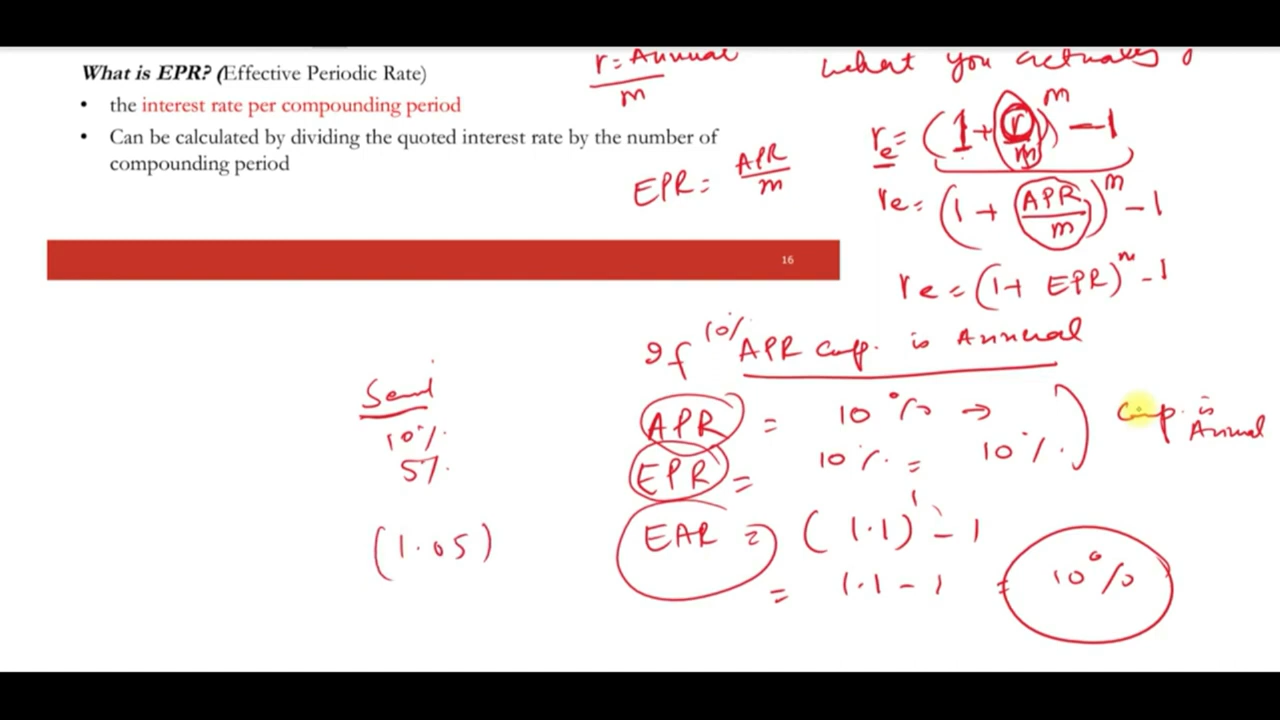 What is EPR? (Effective Periodic Rate)
• the interest rate per compounding period
• Can be calculated by dividing the quoted interest rate by the number of
compounding period
16
r = Annual
m
EPR = APR
m
what you actually
re = (1 + r
m)^m - 1
re = (1 + APR
m)^m - 1
re = (1 + EPR)^m - 1
If 10% APR comp. is Annual
APR = 10% →
EPR = 10% = 10%.
comp. is
Annual
EAR = (1.1)^1 - 1
= 1.1 - 1 = 10%
Semi
10%.
5%.
(1.05)